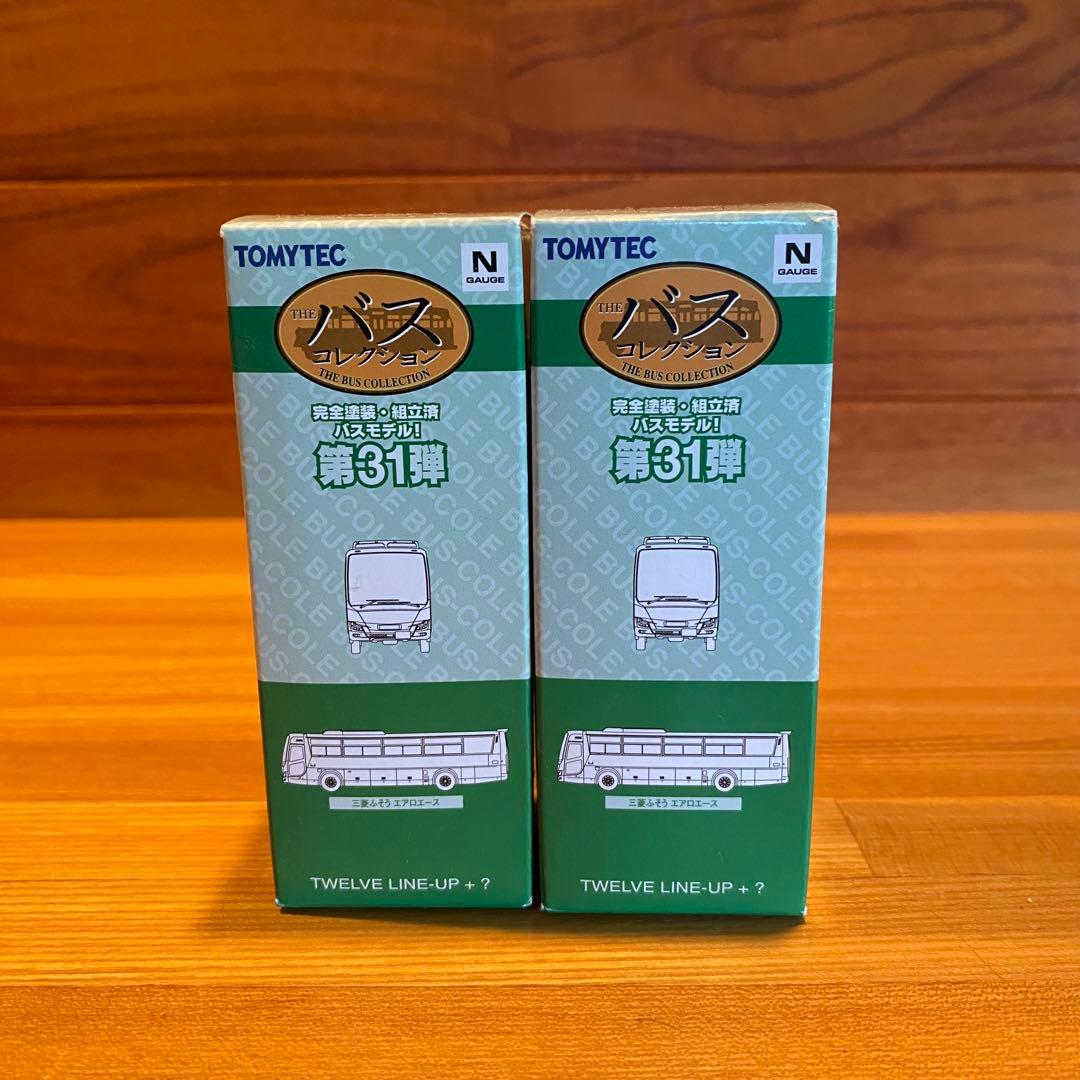 TOMYTEC
N
GAUGE
THE
バス
コレクション
THE BUS COLLECTION
完全塗装・組立済
バスモデル!
第31弾
三菱ふそう エアロエース
TWELVE LINE-UP + ?
TOMYTEC
N
GAUGE
THE
バス
コレクション
THE BUS COLLECTION
完全塗装・組立済
バスモデル!
第31弾
三菱ふそう エアロエース
TWELVE LINE-UP + ?